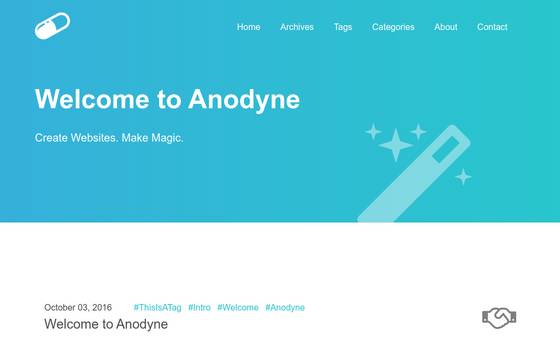 Home Archives Tags Categories About Contact
Welcome to Anodyne
Create Websites. Make Magic.
October 03, 2016 #ThisIsATag #Intro #Welcome #Anodyne
Welcome to Anodyne